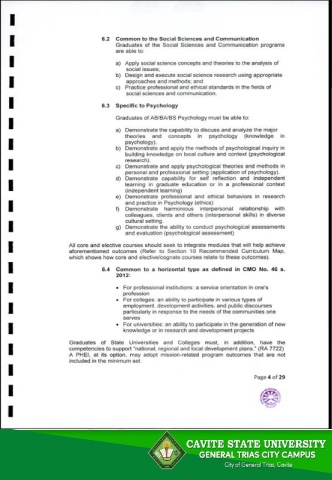 6.2 Common to the Social Sciences and Communication
Graduates of the Social Sciences and Communication programs
are able to:
a) Apply social science concepts and theories to the analysis of
social issues;
b) Design and execute social science research using appropriate
approaches and methods; and
c) Practice professional and ethical standards in the fields of
social sciences and communication.
6.3 Specific to Psychology
Graduates of AB/BA/BS Psychology must be able to:
a) Demonstrate the capability to discuss and analyze the major
theories and concepts in psychology (knowledge in
psychology).
b) Demonstrate and apply the methods of psychological inquiry in
building knowledge on local culture and context (psychological
research).
c) Demonstrate and apply psychological theories and methods in
personal and professional setting (application of psychology).
d) Demonstrate capability for self reflection and independent
learning in graduate education or in a professional context
(independent learning)
e) Demonstrate professional and ethical behaviors in research
and practice in Psychology (ethics)
f) Demonstrate harmonious interpersonal relationship with
colleagues, clients and others (interpersonal skills) in diverse
cultural setting.
g) Demonstrate the ability to conduct psychological assessments
and evaluation (psychological assessment)
All core and elective courses should seek to integrate modules that will help achieve
aforementioned outcomes (Refer to Section 10 Recommended Curriculum Map,
which shows how core and elective/cognate courses relate to these outcomes).
6.4 Common to a horizontal type as defined in CMO No. 46 s.
2012:
• For professional institutions: a service orientation in one's
profession
• For colleges: an ability to participate in various types of
employment, development activities, and public discourses
particularly in response to the needs of the communities one
serves
• For universities: an ability to participate in the generation of new
knowledge or in research and development projects
Graduates of State Universities and Colleges must, in addition, have the
competencies to support "national, regional and local development plans." (RA 7722)
A PHEI, at its option, may adopt mission-related program outcomes that are not
included in the minimum set.
Page 4 of 29
CAVITE STATE UNIVERSITY
GENERAL TRIAS CITY CAMPUS
City of General Trias, Cavite